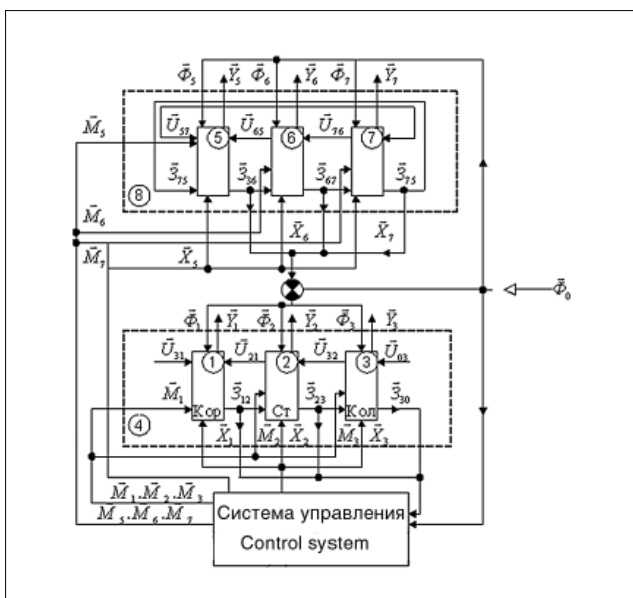 Φ̄₅ Ȳ₅ Φ̄₆ Ȳ₆ Φ̄₇ Ȳ₇
M̄₅ Ū₅₇ Ū₆₅ Ū₇₆
5 6 7
З̄₇₅ З̄₃₆ З̄₆₇ З̄₇₅
8
M̄₆ X̄₆ X̄₇
M̄₇ X̄₅
Φ̄₀
Φ̄₁ Ȳ₁ Φ̄₂ Ȳ₂ Φ̄₃ Ȳ₃
Ū₃₁ Ū₂₁ Ū₃₂ Ū₀₃
1 2 3
M̄₁ З̄₁₂ З̄₂₃ З̄₃₀
Кор Ст Кол
4
X̄₁ M̄₂ X̄₂ M̄₃ X̄₃
M̄₁.M̄₂.M̄₃
M̄₅.M̄₆.M̄₇
Система управления
Control system